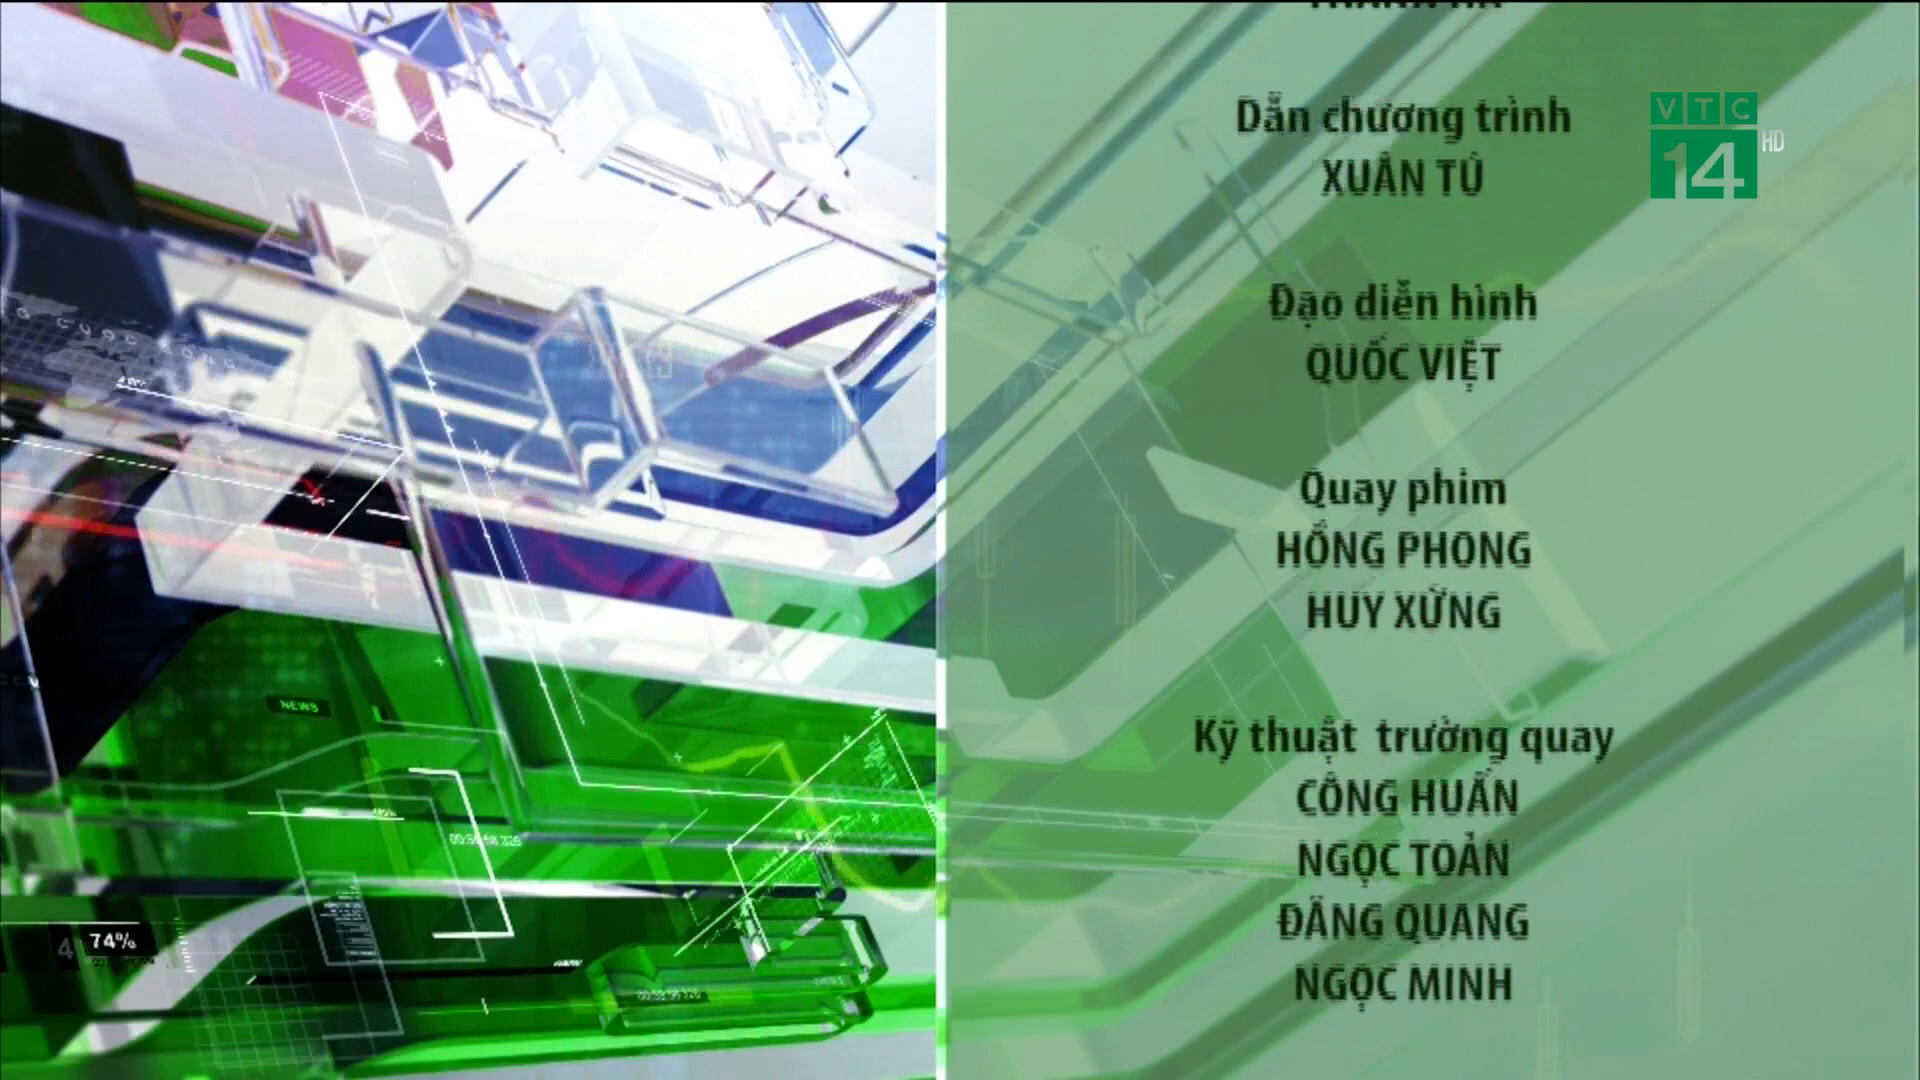 Dẫn chương trình
XUÂN TÚ
VTC
14
HD
Đạo diễn hình
QUỐC VIỆT
Quay phim
HỒNG PHONG
HUY XỨNG
NEWS
Kỹ thuật trường quay
CÔNG HUẤN
NGỌC TOẢN
ĐĂNG QUANG
NGỌC MINH
74%